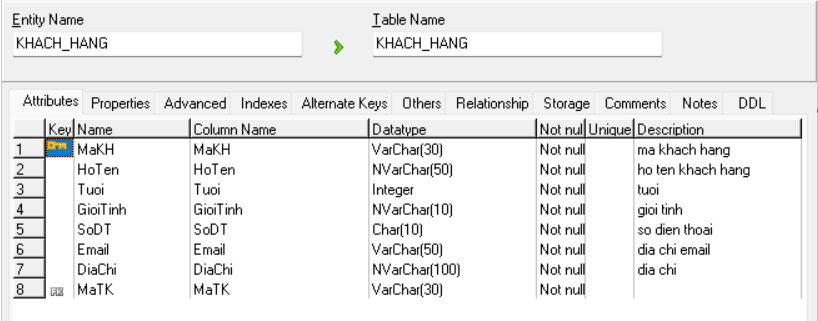 Entity Name Table Name
KHACH_HANG KHACH_HANG
Attributes Properties Advanced Indexes Alternate Keys Others Relationship Storage Comments Notes DDL
Key Name Column Name Datatype Not nul Unique Description
1 MaKH MaKH VarChar(30) Not null ma khach hang
2 HoTen HoTen NVarChar(50) Not null ho ten khach hang
3 Tuoi Tuoi Integer Not null tuoi
4 GioiTinh GioiTinh NVarChar(10) Not null gioi tinh
5 SoDT SoDT Char(10) Not null so dien thoai
6 Email Email VarChar(50) Not null dia chi email
7 DiaChi DiaChi NVarChar(100) Not null dia chi
8 MaTK MaTK VarChar(30) Not null